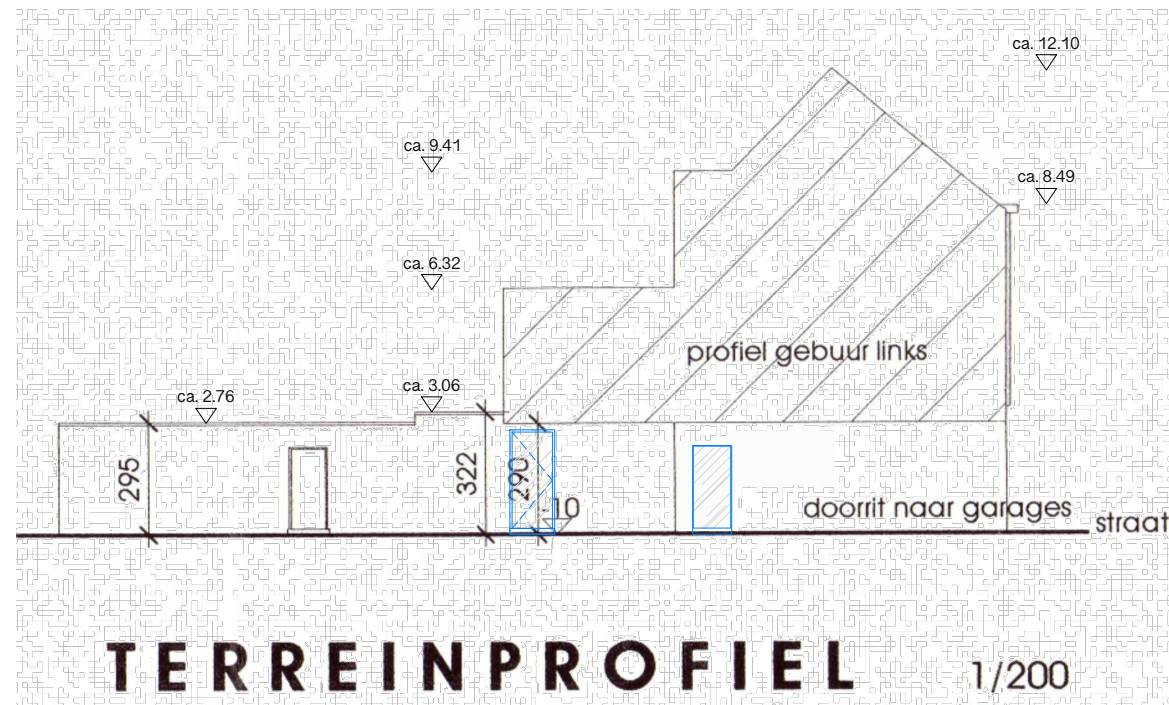 ca. 12.10
ca. 9.41
ca. 8.49
ca. 6.32
profiel gebuur links
ca. 3.06
ca. 2.76
295
322
290
10
doorrit naar garages
straat
TERREINPROFIEL
1/200